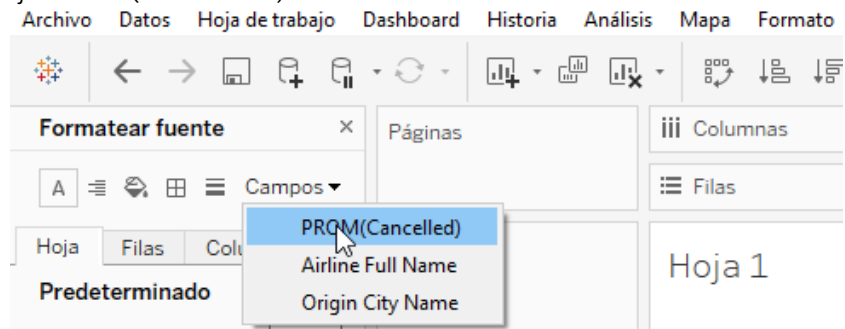 Archivo Datos Hoja de trabajo Dashboard Historia Análisis Mapa Formato
Formatear fuente
Páginas
Columnas
A
Campos
Filas
PROM(Cancelled)
Hoja Filas
Airline Full Name
Hoja 1
Predeterminado
Origin City Name